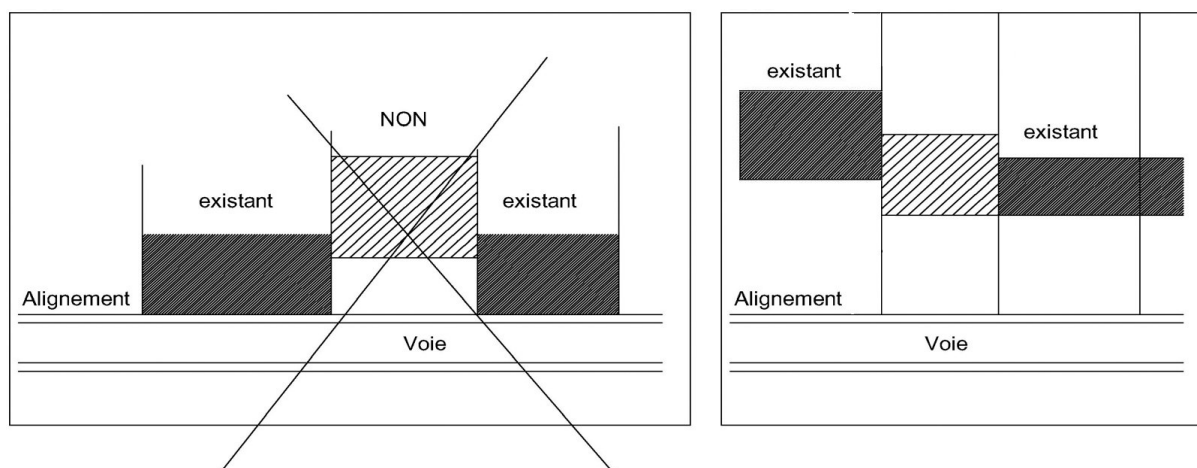 NON
existant
existant
Alignement
Voie
existant
existant
Alignement
Voie